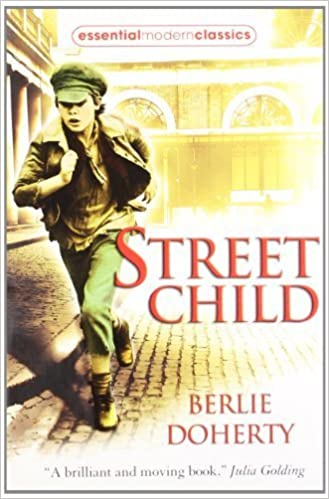 essentialmodernclassics
STREET
CHILD
BERLIE
DOHERTY
“A brilliant and moving book.” Julia Golding